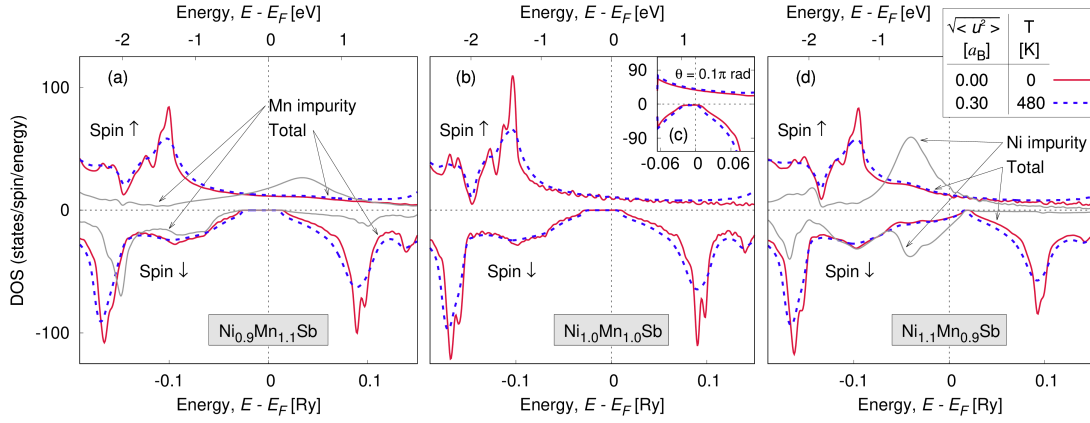 Energy, E - E_F [eV]
Energy, E - E_F [eV]
Energy, E - E_F [eV]
-2 -1 0 1
-2 -1 0 1
-2 -1 0 1
√<u²> T
[a_B] [K]
0.00 0
0.30 480
DOS (states/spin/energy)
100
0
-100
(a)
Mn impurity
Total
Spin ↑
Spin ↓
Ni0.9Mn1.1Sb
(b)
Spin ↑
Spin ↓
Ni1.0Mn1.0Sb
θ = 0.1π rad
90
0
-90
(c)
-0.06 0 0.06
(d)
Spin ↑
Ni impurity
Total
Spin ↓
Ni1.1Mn0.9Sb
-0.1 0 0.1
-0.1 0 0.1
-0.1 0 0.1
Energy, E - E_F [Ry]
Energy, E - E_F [Ry]
Energy, E - E_F [Ry]